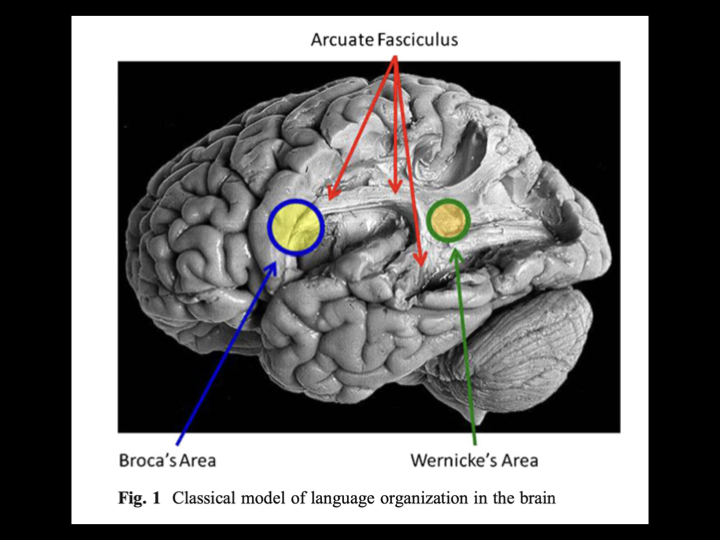 Arcuate Fasciculus
Broca's Area
Wernicke's Area
Fig. 1 Classical model of language organization in the brain